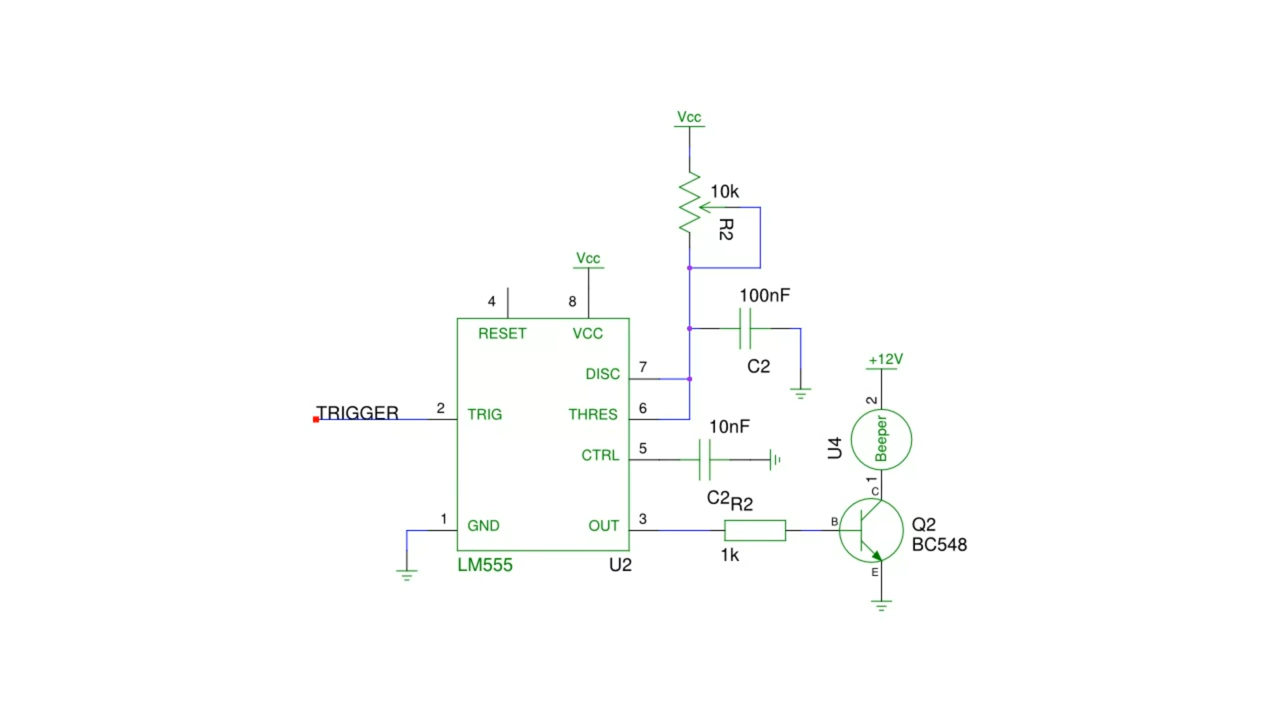 Vcc
10k
R2
Vcc
4
8
100nF
RESET
VCC
C2
+12V
DISC
7
2
TRIGGER
2
TRIG
THRES
6
10nF
U4
Beeper
CTRL
5
1
C
C2
R2
1
GND
OUT
3
B
Q2
1k
BC548
LM555
U2
E